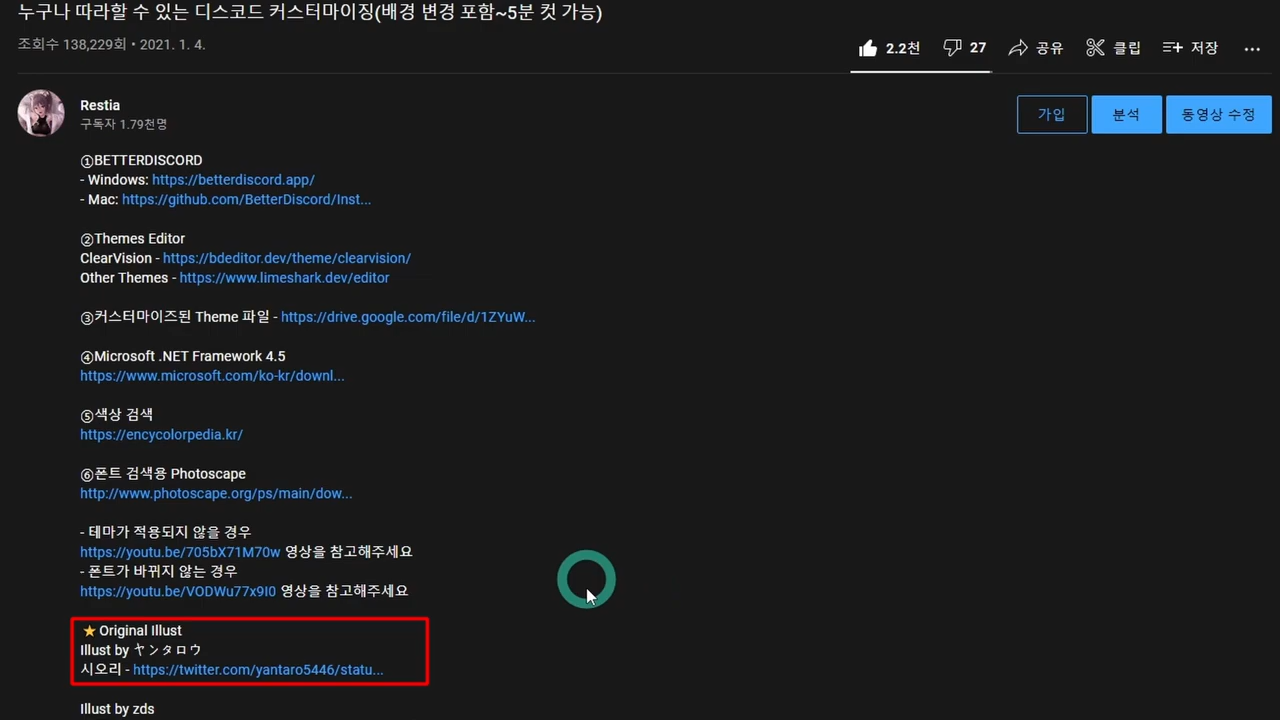 누구나 따라할 수 있는 디스코드 커스터마이징(배경 변경 포함~5분 컷 가능)
조회수 138,229회 • 2021. 1. 4.
2.2천 27 공유 클립 저장
Restia
구독자 1.79천명
가입 분석 동영상 수정
①BETTERDISCORD
- Windows: https://betterdiscord.app/
- Mac: https://github.com/BetterDiscord/Inst...
②Themes Editor
ClearVision - https://bdeditor.dev/theme/clearvision/
Other Themes - https://www.limeshark.dev/editor
③커스터마이즈된 Theme 파일 - https://drive.google.com/file/d/1ZYuW...
④Microsoft .NET Framework 4.5
https://www.microsoft.com/ko-kr/downl...
⑤색상 검색
https://encycolorpedia.kr/
⑥폰트 검색용 Photoscape
http://www.photoscape.org/ps/main/dow...
- 테마가 적용되지 않을 경우
https://youtu.be/705bX71M70w 영상을 참고해주세요
- 폰트가 바뀌지 않는 경우
https://youtu.be/VODWu77x9I0 영상을 참고해주세요
⭐Original Illust
Illust by ヤンタロウ
시오리 - https://twitter.com/yantaro5446/statu...
Illust by zds